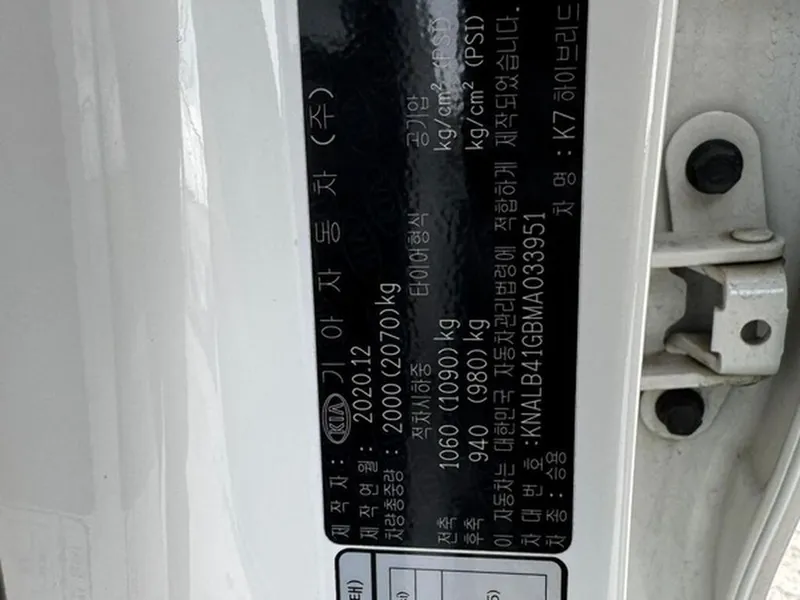 제 작 자 : KIA 기 아 자 동 차 (주)
제 작 연 월 : 2020.12
차량총중량 : 2000 (2070)kg
적차시하중 타이어형식 공기압
전축 1060 (1090)kg kg/cm² (PSI)
후축 940 (980)kg kg/cm² (PSI)
이 자동차는 대한민국 자동차관리법령에 적합하게 제작되었습니다.
차 대 번 호 :KNALB41GBMA033951
차 종 : 승용 차 명 : K7 하이브리드